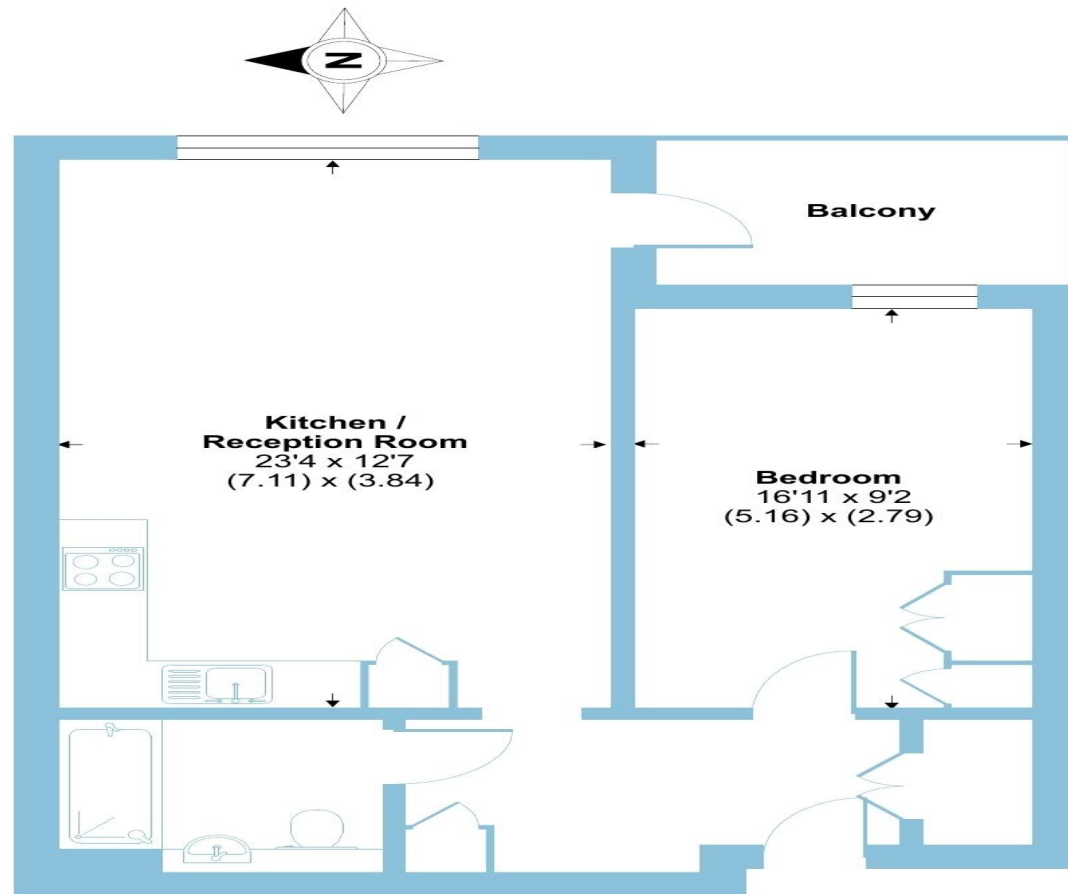 N
Balcony
Kitchen /
Reception Room
23'4 x 12'7
(7.11) x (3.84)
Bedroom
16'11 x 9'2
(5.16) x (2.79)